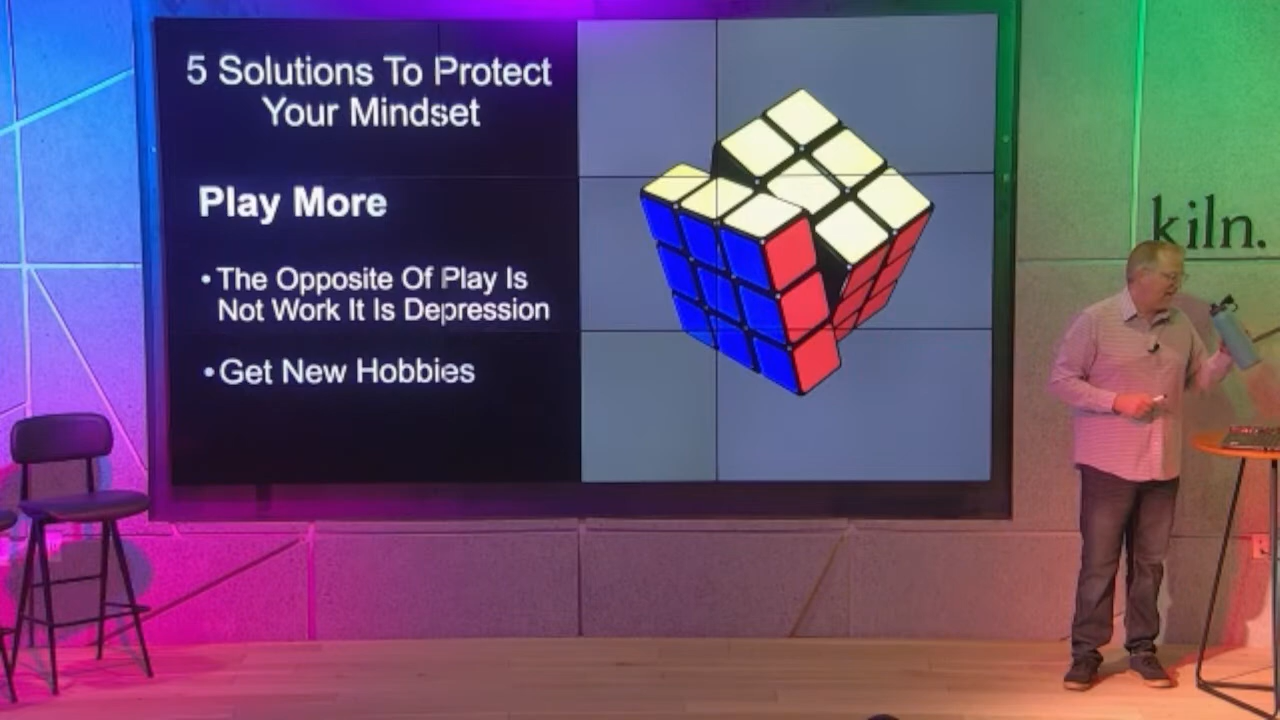 5 Solutions To Protect
Your Mindset
Play More
• The Opposite Of Play Is
Not Work It Is Depression
• Get New Hobbies
kiln.